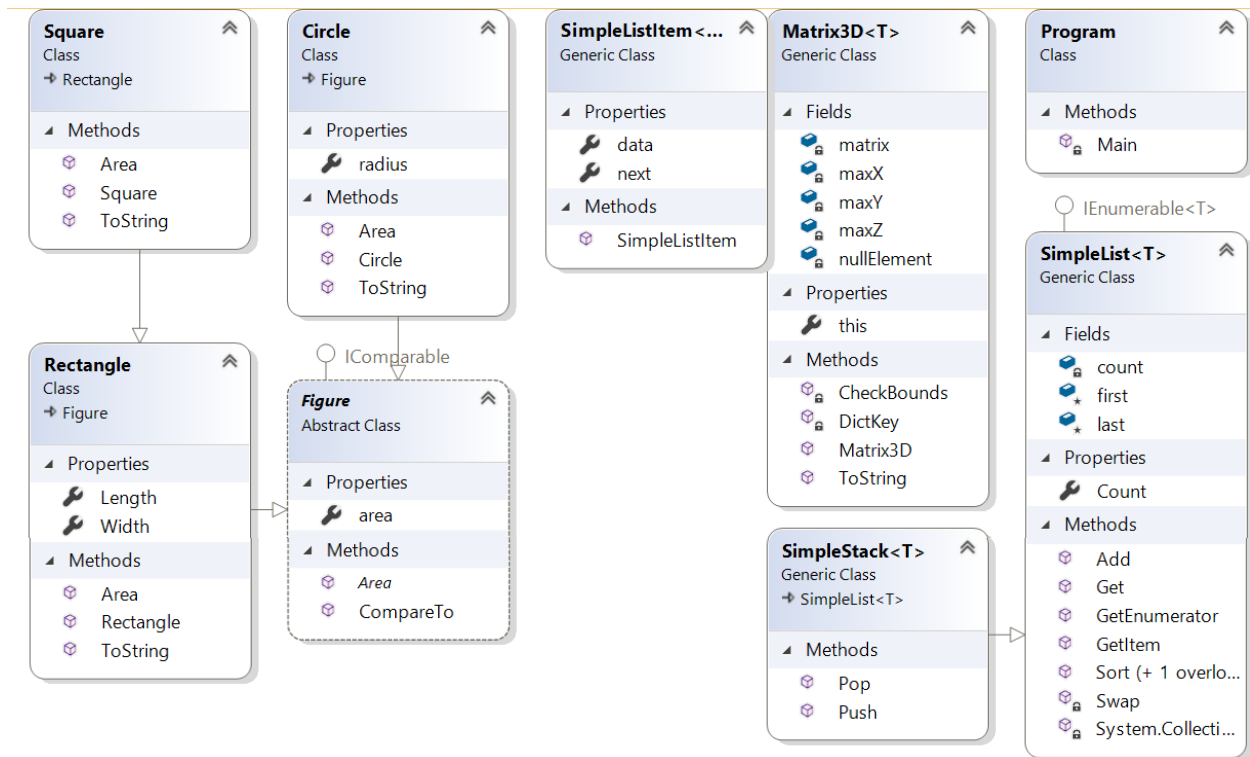 Square
Class
Rectangle
Methods
Area
Square
ToString
Circle
Class
Figure
Properties
radius
Methods
Area
Circle
ToString
SimpleListItem<...
Generic Class
Properties
data
next
Methods
SimpleListItem
Matrix3D<T>
Generic Class
Fields
matrix
maxX
maxY
maxZ
nullElement
Properties
this
Methods
CheckBounds
DictKey
Matrix3D
ToString
Program
Class
Methods
Main
Rectangle
Class
Figure
Properties
Length
Width
Methods
Area
Rectangle
ToString
IComparable
Figure
Abstract Class
Properties
area
Methods
Area
CompareTo
SimpleStack<T>
Generic Class
SimpleList<T>
Methods
Pop
Push
IEnumerable<T>
SimpleList<T>
Generic Class
Fields
count
first
last
Properties
Count
Methods
Add
Get
GetEnumerator
GetItem
Sort (+ 1 overlo...
Swap
System.Collecti...